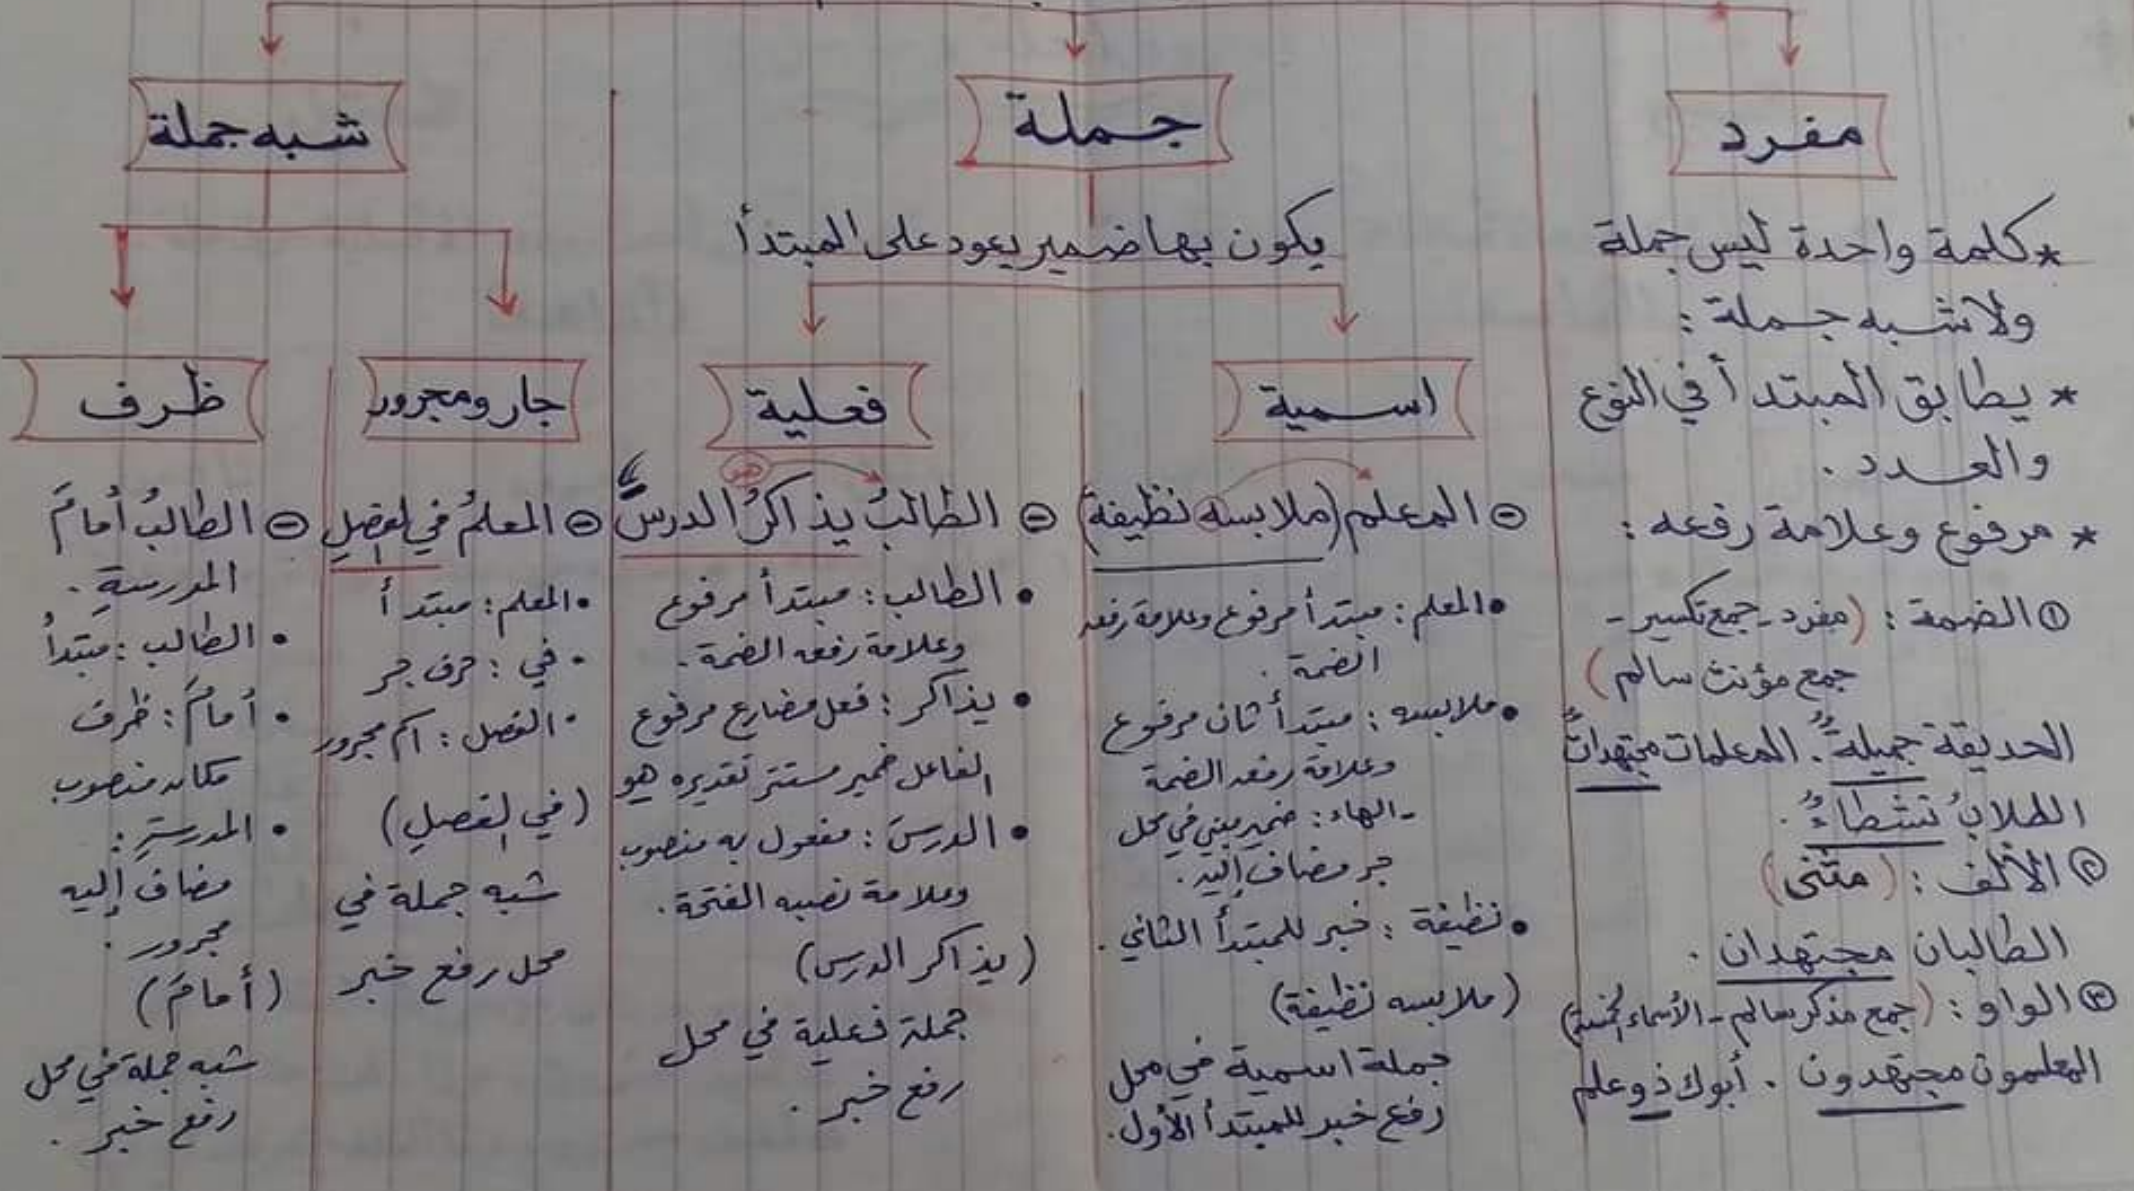 مفرد
*كلمة واحدة ليس جملة
ولا شبه جملة :
* يطابق المبتدأ في النوع
والعدد .
* مرفوع وعلامة رفعه :
① الضمة : (مفرد - جمع تكسير -
جمع مؤنث سالم)
الحديقة جميلةٌ . المعلمات مجتهداتٌ
الطلابُ نشطاءٌ .
② الألف : (مثنى)
الطالبان مجتهدان .
③ الواو : (جمع مذكر سالم - الأسماء الخمسة)
المعلمون مجتهدون . أبوك ذو علم
جملة
يكون بها ضمير يعود على المبتدأ
اسمية
⊖ المعلم (ملابسه نظيفة)
• المعلم : مبتدأ مرفوع وعلامة رفعه
الضمة .
• ملابسه : مبتدأ ثان مرفوع
وعلامة رفعه الضمة
- الهاء : ضمير مبني في محل
جر مضاف إليه .
• نظيفة : خبر للمبتدأ الثاني .
(ملابسه نظيفة)
جملة اسمية في محل
رفع خبر للمبتدأ الأول.
فعلية
هو
⊖ الطالبُ يذاكرُ الدرسَ
• الطالب : مبتدأ مرفوع
وعلامة رفعه الضمة .
• يذاكر : فعل مضارع مرفوع
الفاعل ضمير مستتر تقديره هو
• الدرسَ : مفعول به منصوب
وعلامة نصبه الفتحة .
(يذاكر الدرس)
جملة فعلية في محل
رفع خبر .
شبه جملة
جار ومجرور
⊖ المعلمُ في الفصلِ
• المعلم : مبتدأ
• في : حرف جر
• الفصل : اسم مجرور
(في الفصلِ)
شبه جملة في
محل رفع خبر
ظرف
⊖ الطالبُ أمامَ
المدرسةِ .
• الطالب : مبتدأ
• أمامَ : ظرف
مكان منصوب
• المدرسةِ :
مضاف إليه
مجرور .
(أمامَ)
شبه جملة في محل
رفع خبر .